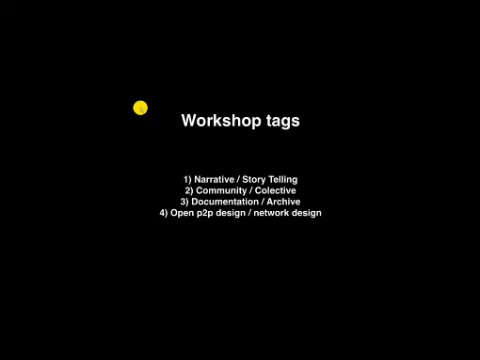 Workshop tags
1) Narrative / Story Telling
2) Community / Colective
3) Documentation / Archive
4) Open p2p design / network design